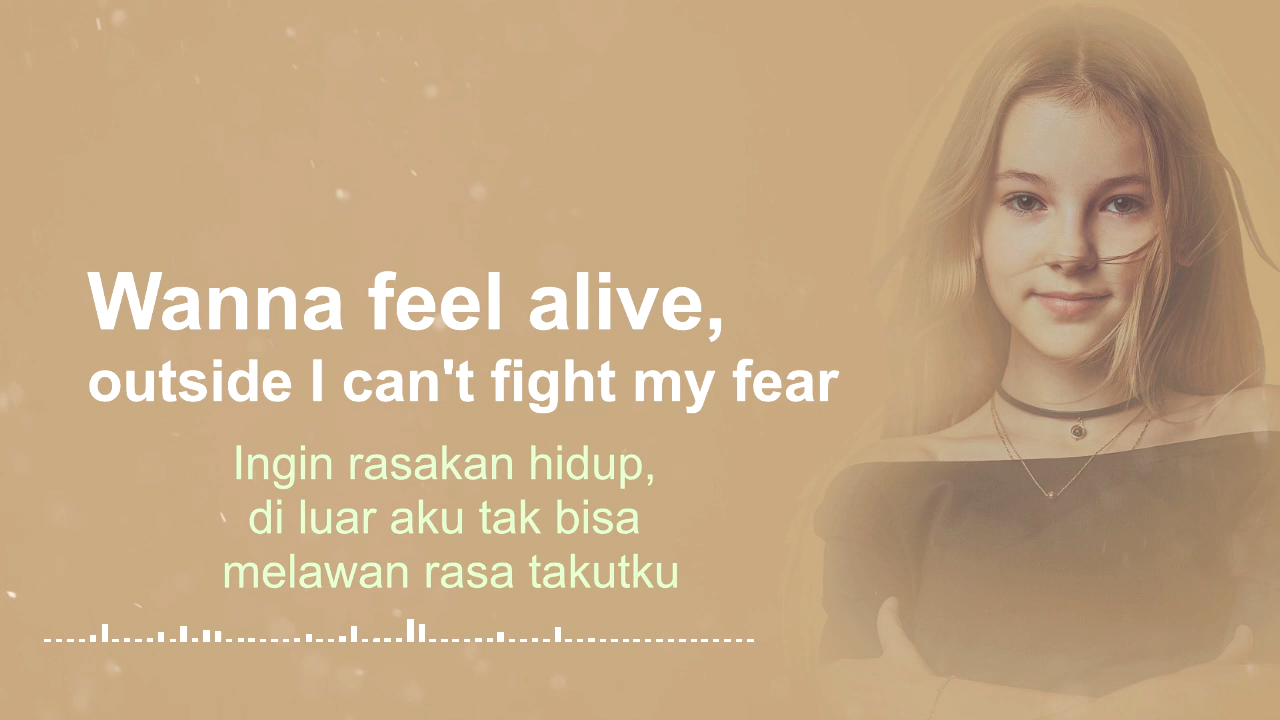 Wanna feel alive,
outside I can't fight my fear
Ingin rasakan hidup,
di luar aku tak bisa
melawan rasa takutku